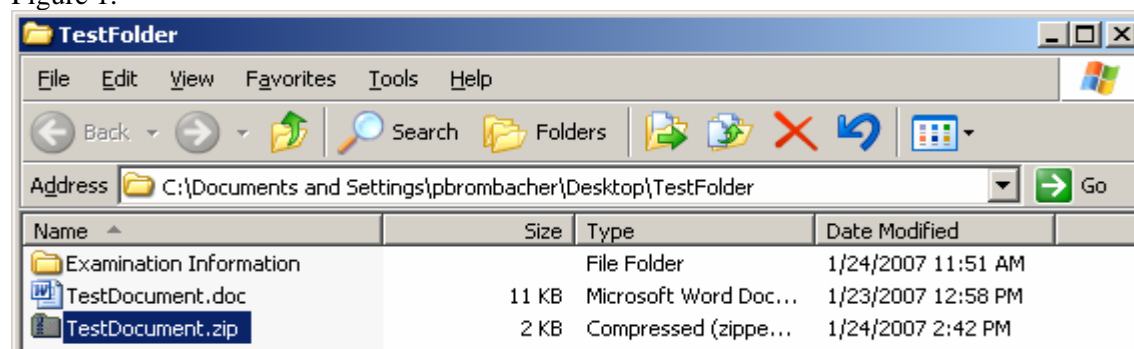 Figure 1.
TestFolder
File Edit View Favorites Tools Help
Back Search Folders
Address C:\Documents and Settings\pbrombacher\Desktop\TestFolder Go
Name Size Type Date Modified
Examination Information File Folder 1/24/2007 11:51 AM
TestDocument.doc 11 KB Microsoft Word Doc... 1/23/2007 12:58 PM
TestDocument.zip 2 KB Compressed (zippe... 1/24/2007 2:42 PM